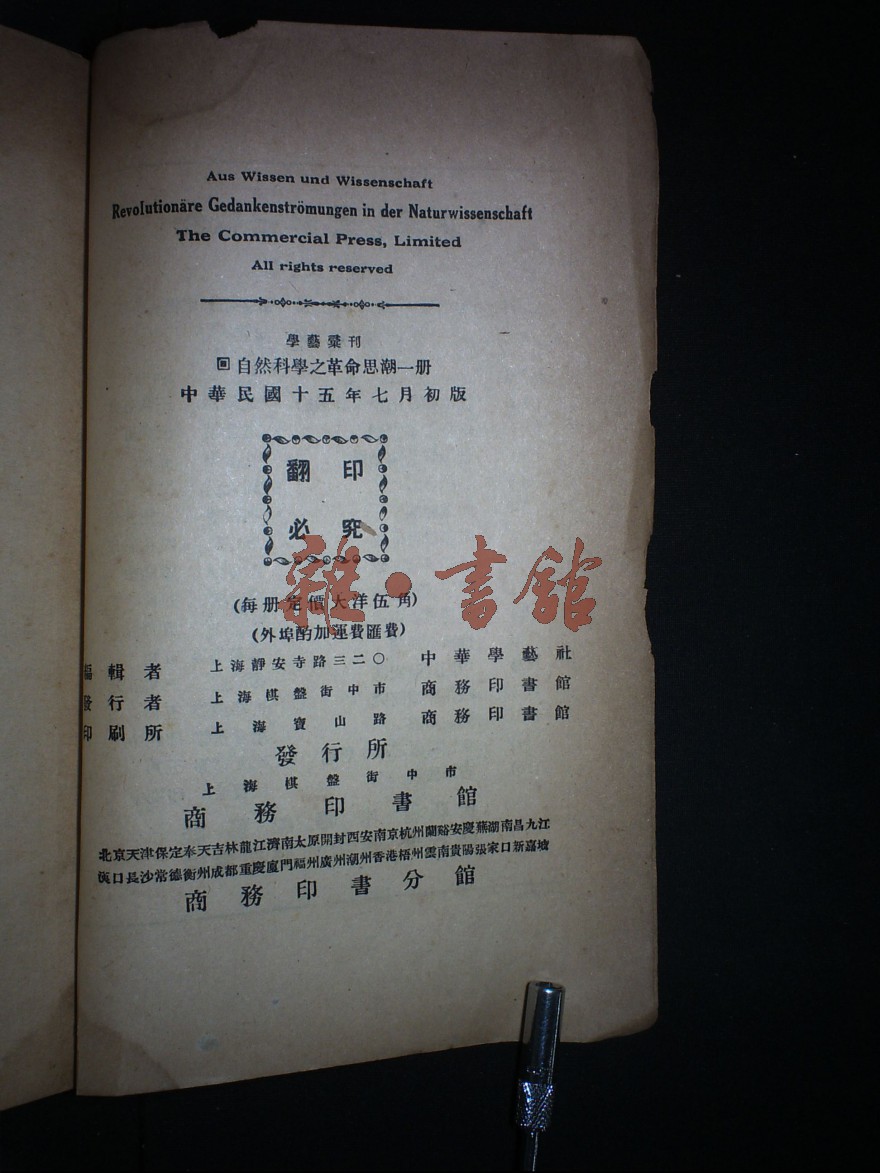 Aus Wissen und Wissenschaft
Revolutionäre Gedankenströmungen in der Naturwissenschaft
The Commercial Press, Limited
All rights reserved
學藝彙刊
自然科學之革命思潮一册
中華民國十五年七月初版
翻印
必究
雜·書館
(每册定價大洋伍角)
(外埠酌加運費匯費)
編輯者 上海靜安寺路三二〇 中華學藝社
發行者 上海棋盤街中市 商務印書館
印刷所 上海寶山路 商務印書館
發行所
上海棋盤街中市
商務印書館
北京天津保定奉天吉林龍江濟南太原開封西安南京杭州蘭谿安慶蕪湖南昌九江
漢口長沙常德衡州成都重慶廈門福州廣州潮州香港梧州雲南貴陽張家口新嘉坡
商務印書分館